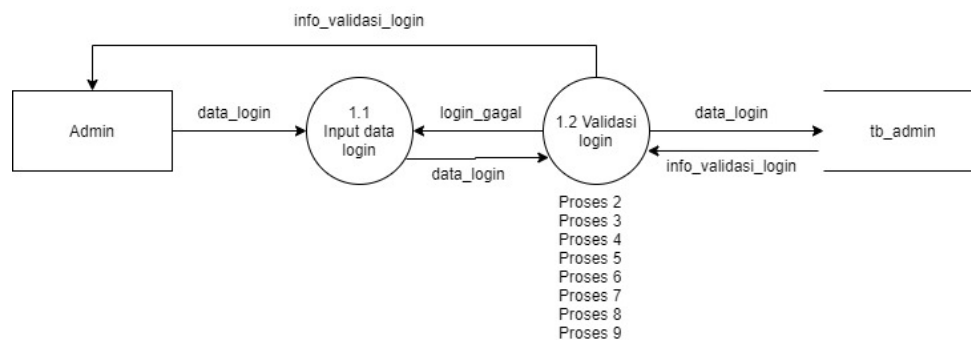 info_validasi_login
Admin
data_login
1.1
Input data
login
login_gagal
data_login
1.2 Validasi
login
data_login
info_validasi_login
tb_admin
Proses 2
Proses 3
Proses 4
Proses 5
Proses 6
Proses 7
Proses 8
Proses 9